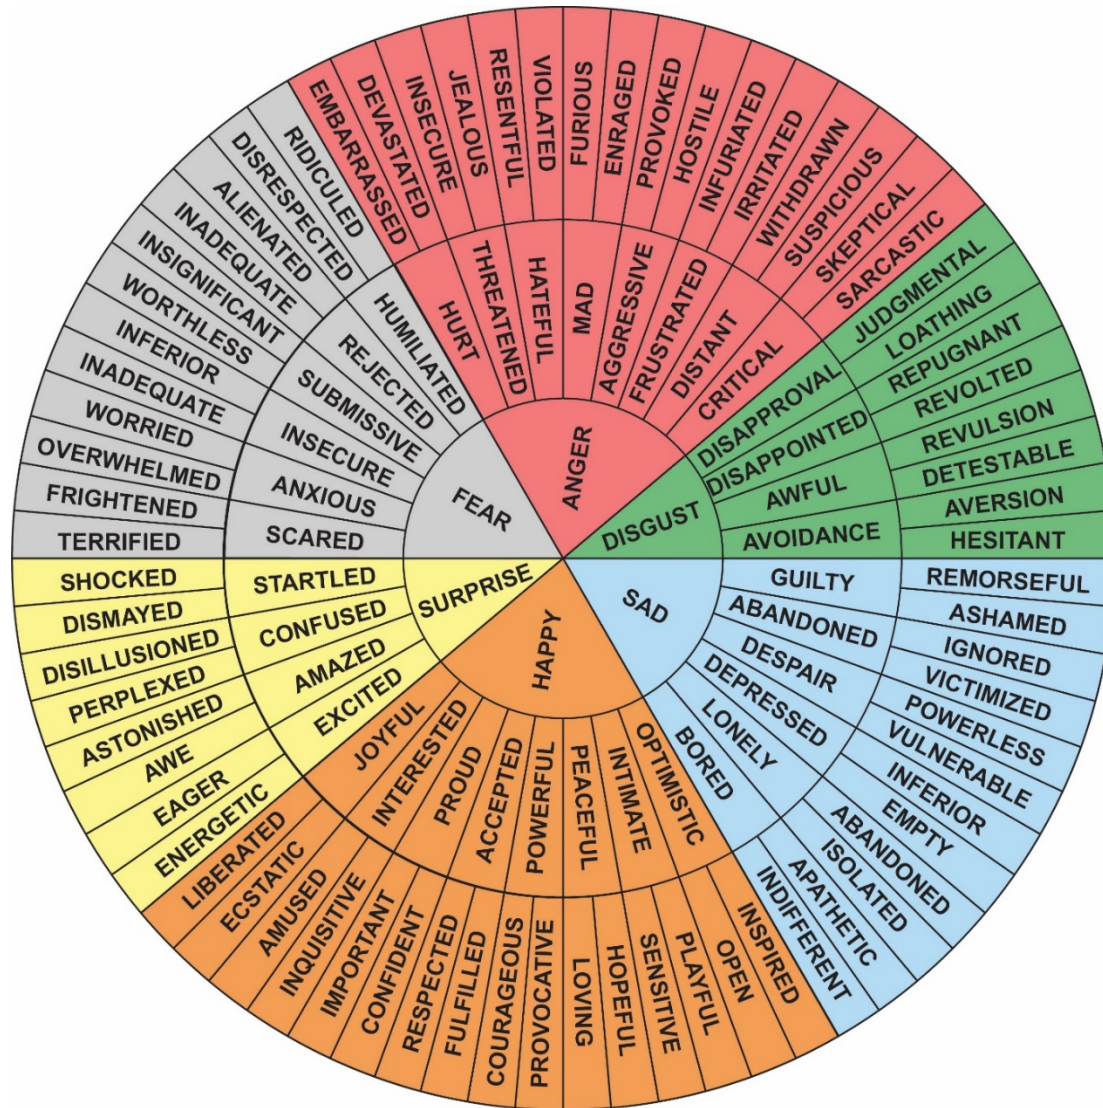 ANGER
HURT
THREATENED
HATEFUL
MAD
AGGRESSIVE
FRUSTRATED
DISTANT
CRITICAL
EMBARRASSED
DEVASTATED
INSECURE
JEALOUS
RESENTFUL
VIOLATED
FURIOUS
ENRAGED
PROVOKED
HOSTILE
INFURIATED
IRRITATED
WITHDRAWN
SUSPICIOUS
SKEPTICAL
SARCASTIC
DISGUST
DISAPPROVAL
DISAPPOINTED
AWFUL
AVOIDANCE
JUDGMENTAL
LOATHING
REPUGNANT
REVOLTED
REVULSION
DETESTABLE
AVERSION
HESITANT
SAD
GUILTY
ABANDONED
DESPAIR
DEPRESSED
LONELY
BORED
REMORSEFUL
ASHAMED
IGNORED
VICTIMIZED
POWERLESS
VULNERABLE
INFERIOR
EMPTY
ABANDONED
ISOLATED
APATHETIC
INDIFFERENT
HAPPY
OPTIMISTIC
INTIMATE
PEACEFUL
POWERFUL
ACCEPTED
PROUD
INTERESTED
JOYFUL
INSPIRED
OPEN
PLAYFUL
SENSITIVE
HOPEFUL
LOVING
PROVOCATIVE
COURAGEOUS
FULFILLED
RESPECTED
CONFIDENT
IMPORTANT
INQUISITIVE
AMUSED
ECSTATIC
LIBERATED
SURPRISE
EXCITED
AMAZED
CONFUSED
STARTLED
ENERGETIC
EAGER
AWE
ASTONISHED
PERPLEXED
DISILLUSIONED
DISMAYED
SHOCKED
FEAR
SCARED
ANXIOUS
INSECURE
SUBMISSIVE
REJECTED
HUMILIATED
TERRIFIED
FRIGHTENED
OVERWHELMED
WORRIED
INADEQUATE
INFERIOR
WORTHLESS
INSIGNIFICANT
INADEQUATE
ALIENATED
DISRESPECTED
RIDICULED